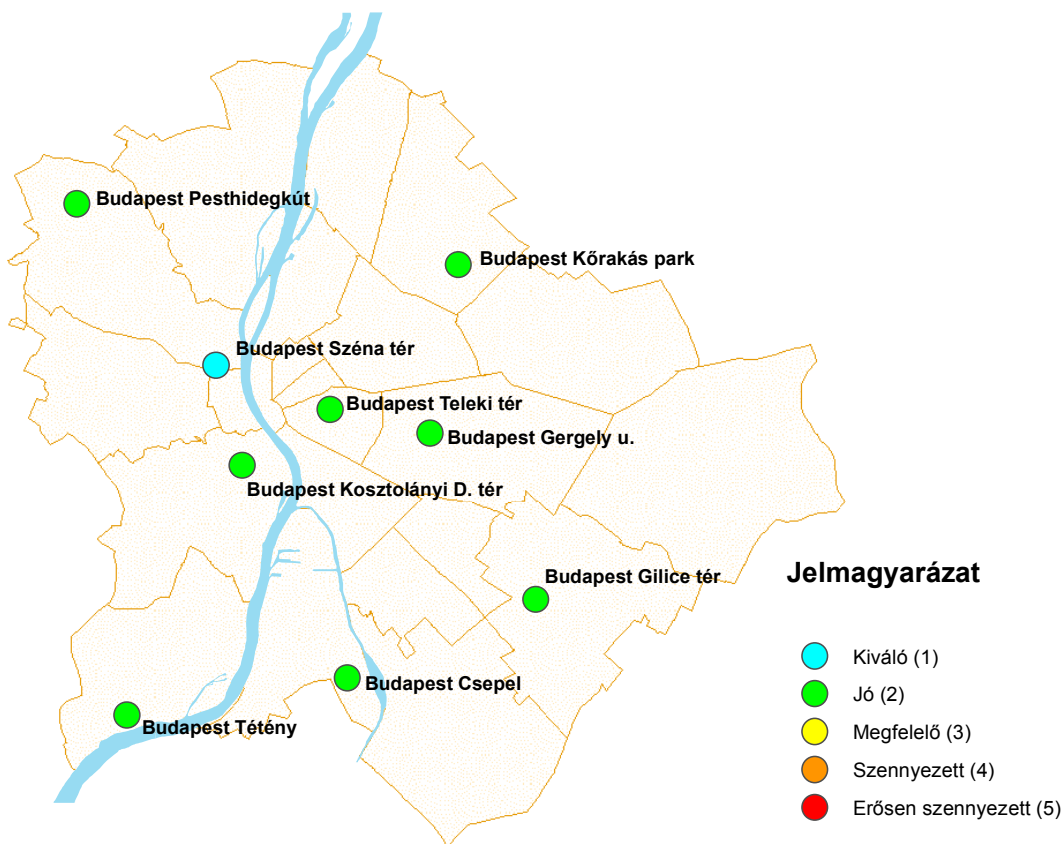 Budapest Pesthidegkút
Budapest Kőrakás park
Budapest Széna tér
Budapest Teleki tér
Budapest Gergely u.
Budapest Kosztolányi D. tér
Budapest Gilice tér
Budapest Csepel
Budapest Tétény
Jelmagyarázat
Kiváló (1)
Jó (2)
Megfelelő (3)
Szennyezett (4)
Erősen szennyezett (5)